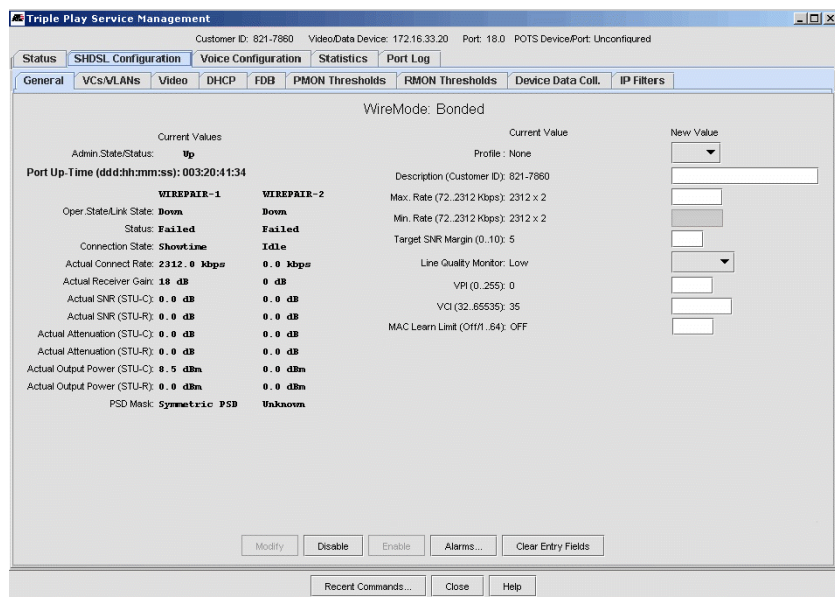 Triple Play Service Management
Customer ID: 821-7860 Video/Data Device: 172.16.33.20 Port: 18.0 POTS Device/Port: Unconfiqured
Status SHDSL Configuration Voice Configuration Statistics Port Log
General VCs/VLANs Video DHCP FDB PMON Thresholds RMON Thresholds Device Data Coll. IP Filters
WireMode: Bonded
Current Values
Admin.State/Status: Up
Port Up-Time (ddd:hh:mm:ss): 003:20:41:34
WIREPAIR-1 WIREPAIR-2
Oper.State/Link State: Down Down
Status: Failed Failed
Connection State: Showtime Idle
Actual Connect Rate: 2312.0 kbps 0.0 kbps
Actual Receiver Gain: 18 dB 0 dB
Actual SNR (STU-C): 0.0 dB 0.0 dB
Actual SNR (STU-R): 0.0 dB 0.0 dB
Actual Attenuation (STU-C): 0.0 dB 0.0 dB
Actual Attenuation (STU-R): 0.0 dB 0.0 dB
Actual Output Power (STU-C): 8.5 dBm 0.0 dBm
Actual Output Power (STU-R): 0.0 dBm 0.0 dBm
PSD Mask: Symmetric PSD Unknown
Current Value New Value
Profile : None
Description (Customer ID): 821-7860
Max. Rate (72..2312 Kbps): 2312 x 2
Min. Rate (72..2312 Kbps): 2312 x 2
Target SNR Margin (0..10): 5
Line Quality Monitor: Low
VPI (0..255): 0
VCI (32..65535): 35
MAC Learn Limit (Off/1..64): OFF
Modify Disable Enable Alarms... Clear Entry Fields
Recent Commands... Close Help